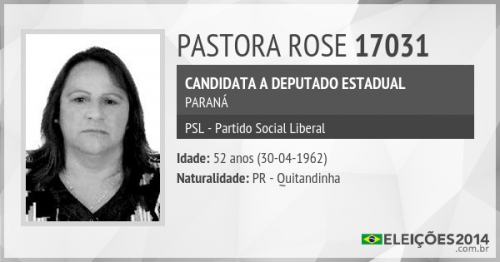 PASTORA ROSE 17031
CANDIDATA A DEPUTADO ESTADUAL
PARANÁ
PSL - Partido Social Liberal
Idade: 52 anos (30-04-1962)
Naturalidade: PR - Quitandinha
ELEIÇÕES2014
.com.br